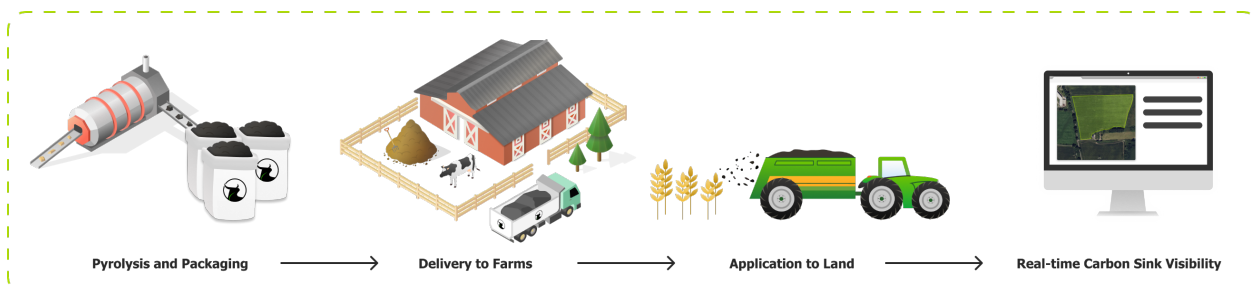 Pyrolysis and Packaging
Delivery to Farms
Application to Land
Real-time Carbon Sink Visibility